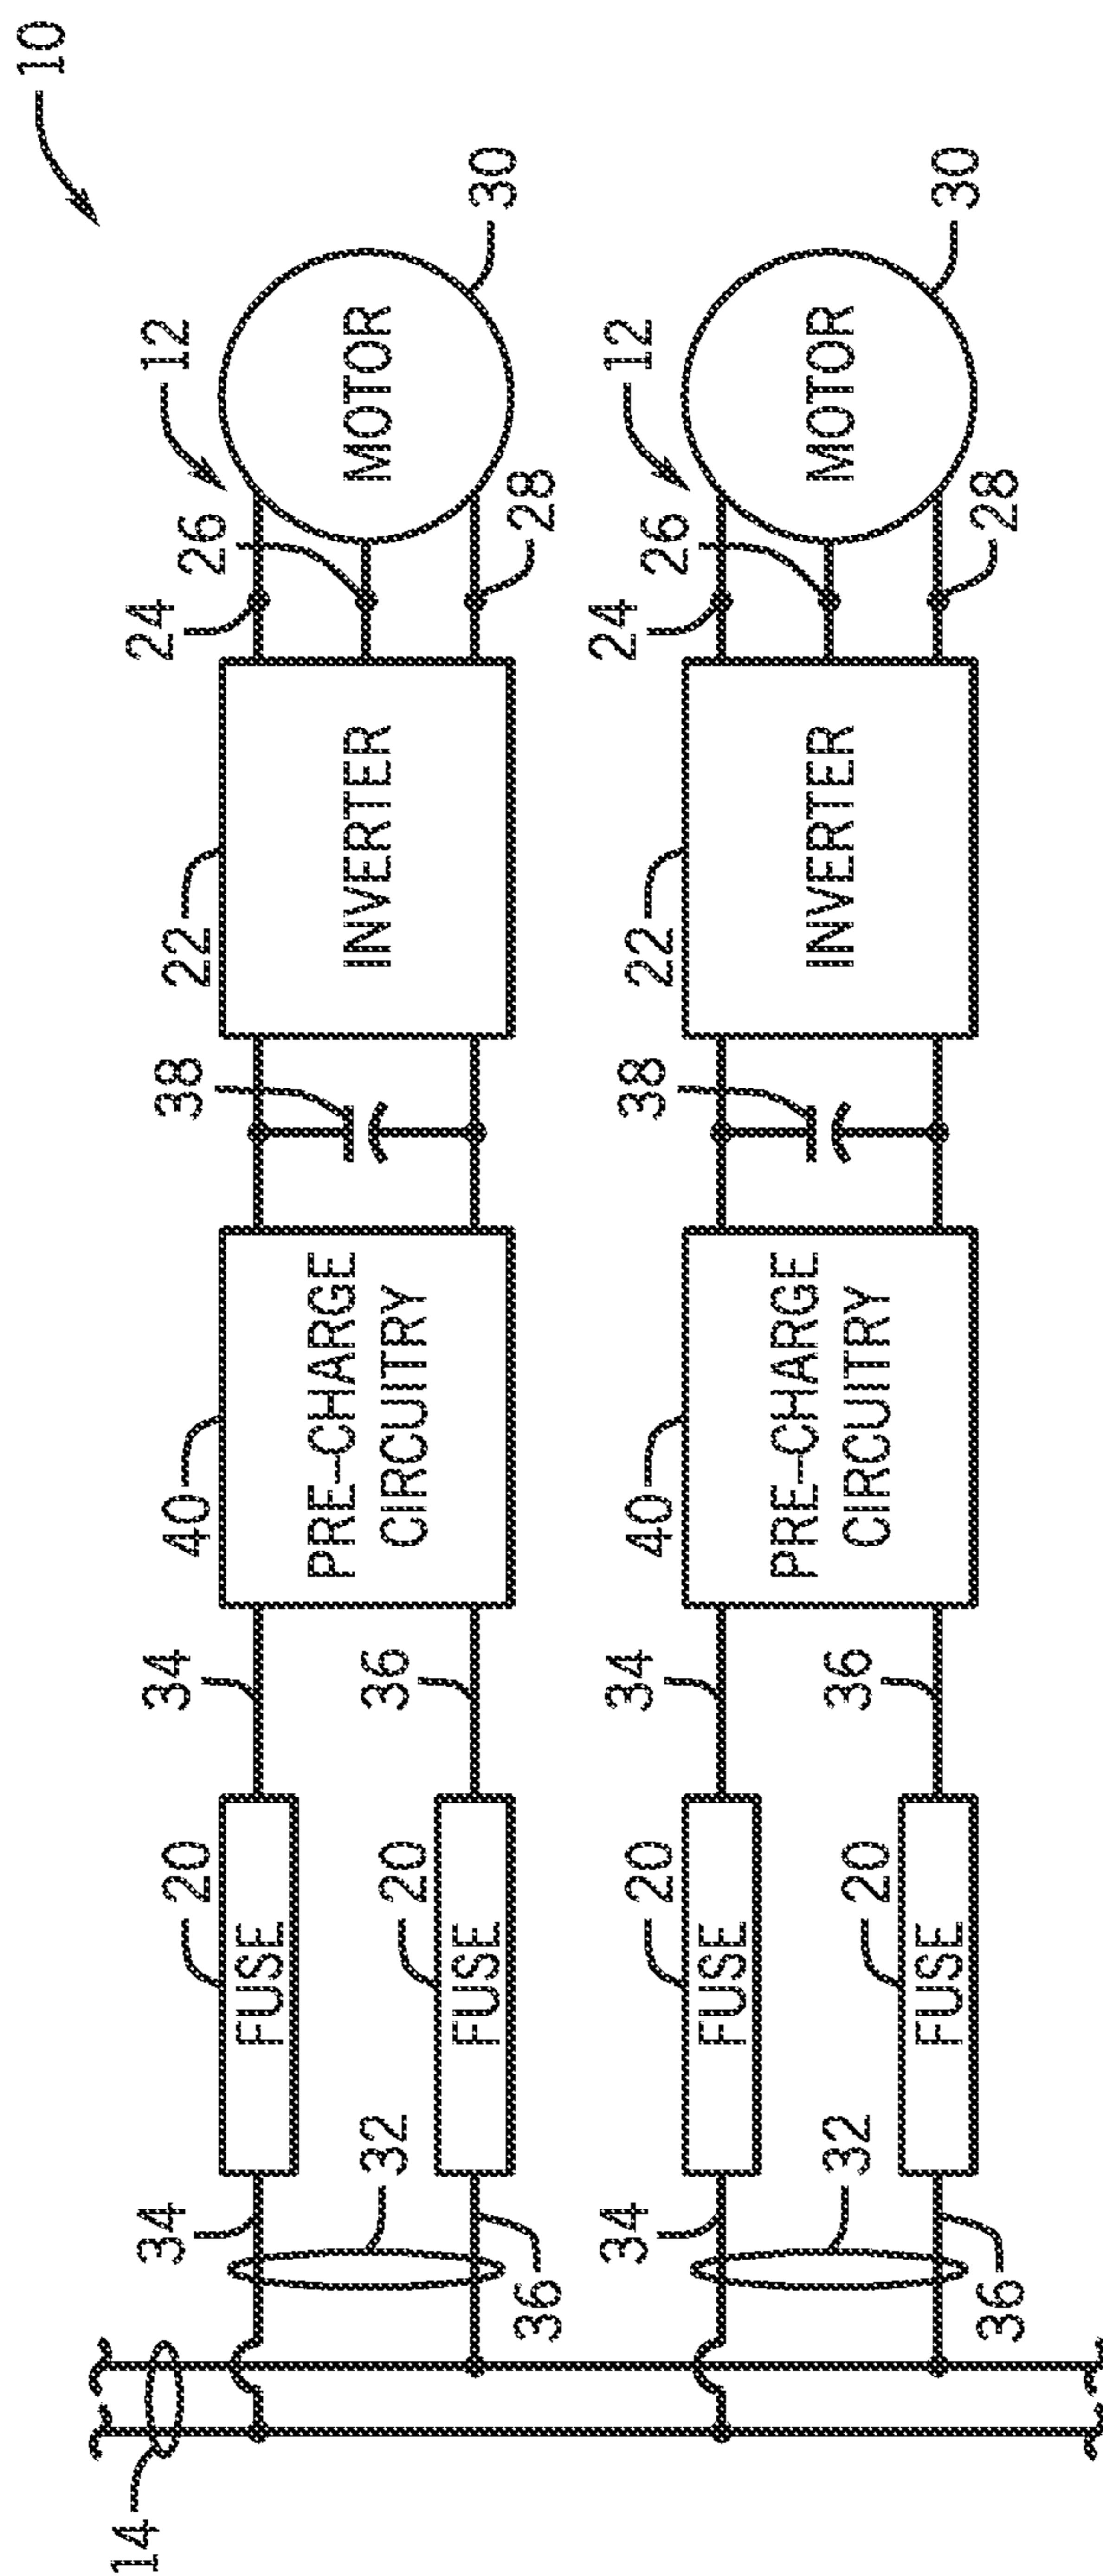 10
12
24
26
MOTOR
30
28
22
INVERTER
38
40
PRE-CHARGE
CIRCUITRY
34
36
20
FUSE
20
FUSE
34
32
36
14
12
24
26
MOTOR
30
28
22
INVERTER
38
40
PRE-CHARGE
CIRCUITRY
34
36
20
FUSE
20
FUSE
34
32
36